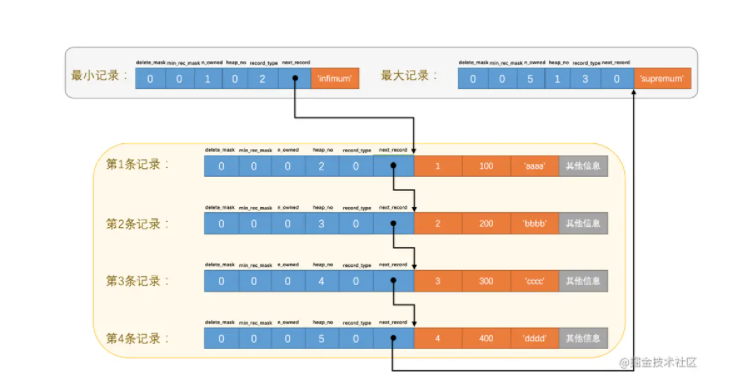 delete_mask min_rec_mask n_owned heap_no record_type next_record delete_mask min_rec_mask n_owned heap_no record_type next_record
最小记录： 0 0 1 0 2 'infimum' 最大记录： 0 0 5 1 3 0 'supremum'
delete_mask min_rec_mask n_owned heap_no record_type next_record
第1条记录： 0 0 0 2 0 1 100 'aaaa' 其他信息
delete_mask min_rec_mask n_owned heap_no record_type next_record
第2条记录： 0 0 0 3 0 2 200 'bbbb' 其他信息
delete_mask min_rec_mask n_owned heap_no record_type next_record
第3条记录： 0 0 0 4 0 3 300 'cccc' 其他信息
delete_mask min_rec_mask n_owned heap_no record_type next_record
第4条记录： 0 0 0 5 0 4 400 'dddd' 其他信息
@掘金技术社区